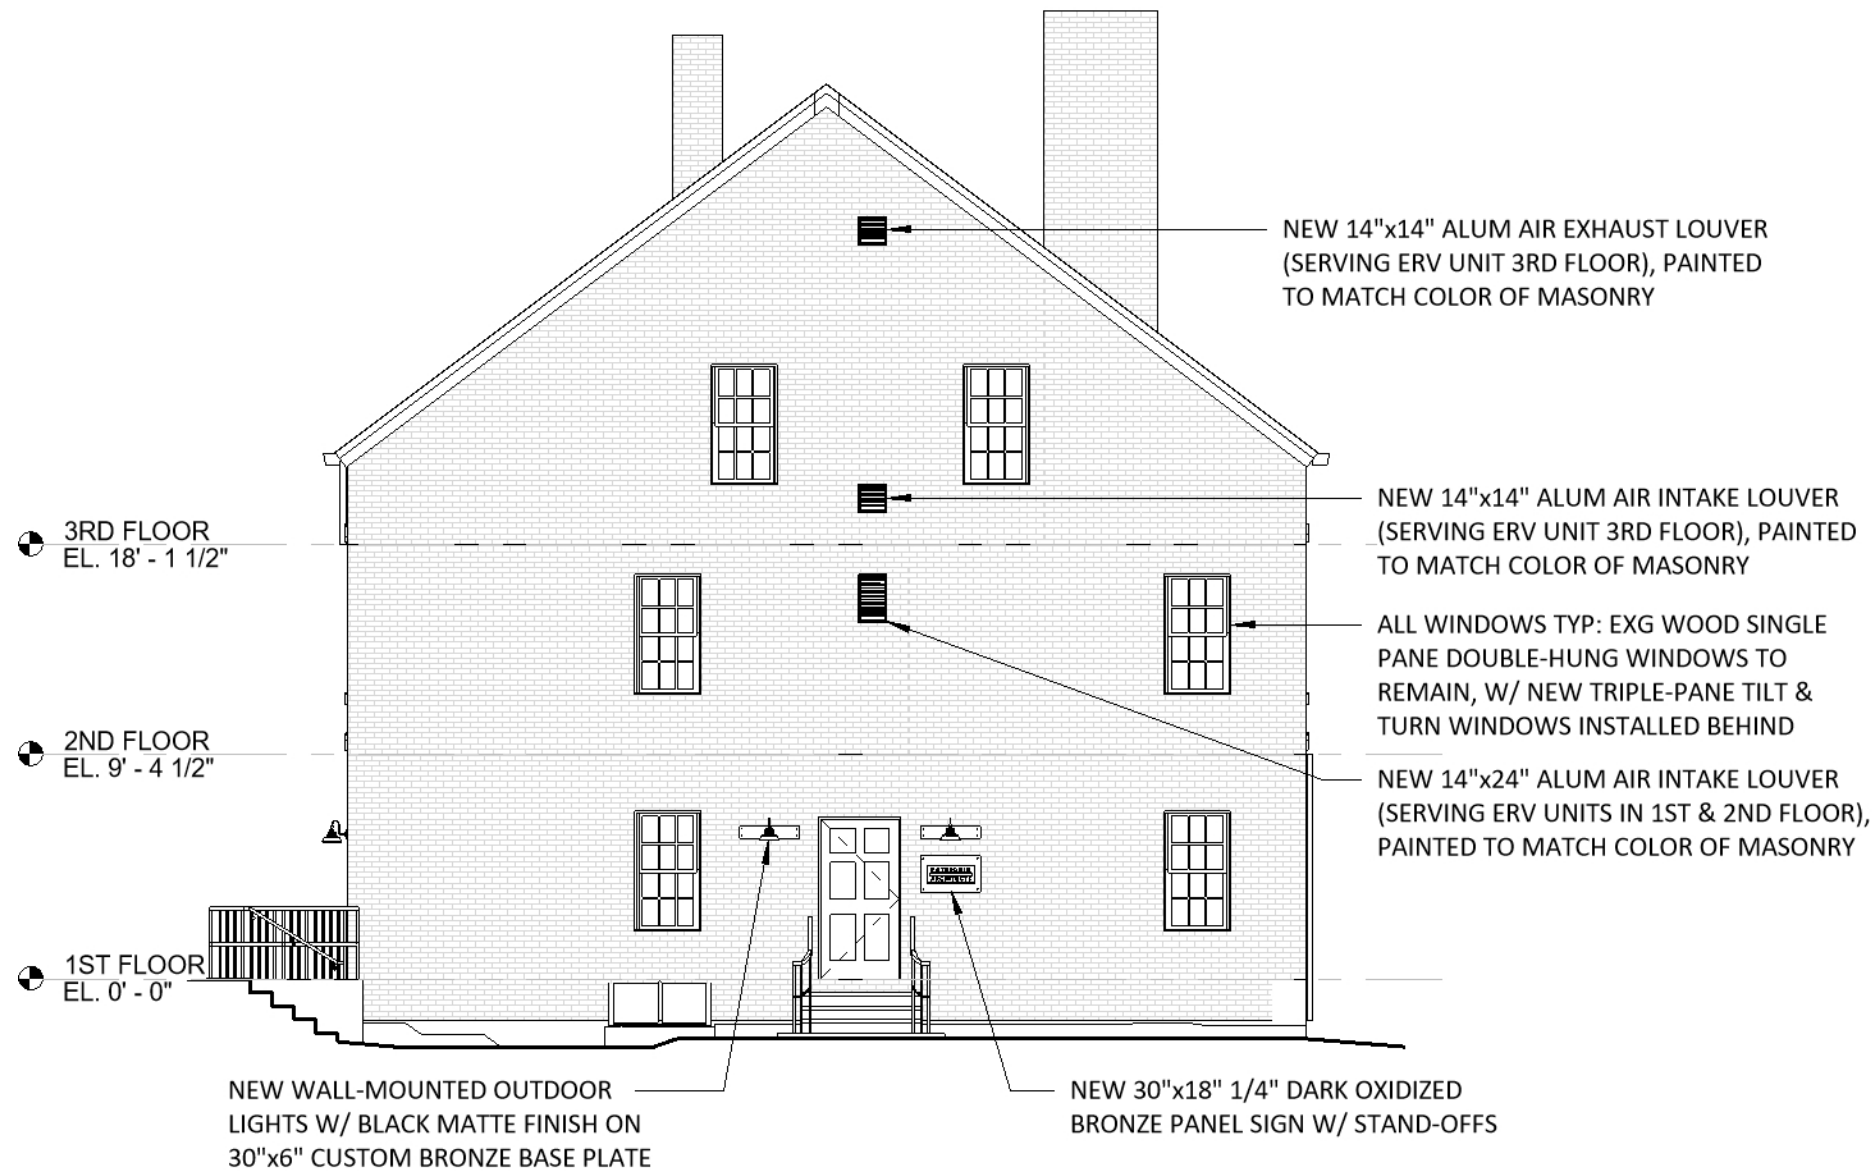 NEW 14"x14" ALUM AIR EXHAUST LOUVER
(SERVING ERV UNIT 3RD FLOOR), PAINTED
TO MATCH COLOR OF MASONRY
NEW 14"x14" ALUM AIR INTAKE LOUVER
(SERVING ERV UNIT 3RD FLOOR), PAINTED
TO MATCH COLOR OF MASONRY
3RD FLOOR
EL. 18' - 1 1/2"
ALL WINDOWS TYP: EXG WOOD SINGLE
PANE DOUBLE-HUNG WINDOWS TO
REMAIN, W/ NEW TRIPLE-PANE TILT &
TURN WINDOWS INSTALLED BEHIND
2ND FLOOR
EL. 9' - 4 1/2"
NEW 14"x24" ALUM AIR INTAKE LOUVER
(SERVING ERV UNITS IN 1ST & 2ND FLOOR),
PAINTED TO MATCH COLOR OF MASONRY
ARCHITECTS
1ST FLOOR
EL. 0' - 0"
NEW WALL-MOUNTED OUTDOOR
LIGHTS W/ BLACK MATTE FINISH ON
30"x6" CUSTOM BRONZE BASE PLATE
NEW 30"x18" 1/4" DARK OXIDIZED
BRONZE PANEL SIGN W/ STAND-OFFS